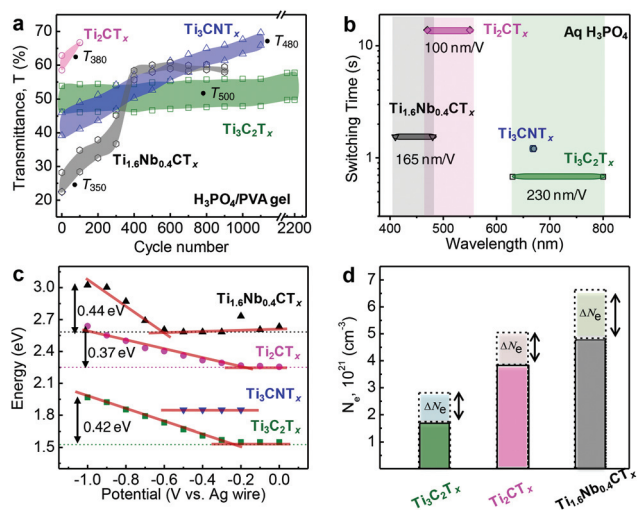 a
Transmittance, T (%)
70
60
50
40
30
20
Ti2CTx
T380
Ti3CNTx
T480
T500
Ti3C2Tx
Ti1.6Nb0.4CTx
T350
H3PO4/PVA gel
0 200 400 600 800 1000 2200
Cycle number
b
Switching Time (s)
10
1
Ti2CTx
Aq H3PO4
100 nm/V
Ti1.6Nb0.4CTx
165 nm/V
Ti3CNTx
Ti3C2Tx
230 nm/V
400 500 600 700 800
Wavelength (nm)
c
Energy (eV)
3.0
2.6
2.3
1.9
1.5
0.44 eV
Ti1.6Nb0.4CTx
0.37 eV
Ti2CTx
Ti3CNTx
0.42 eV
Ti3C2Tx
-1.0 -0.8 -0.6 -0.4 -0.2 0.0
Potential (V vs. Ag wire)
d
Ne, 10^21 (cm-3)
7
6
5
4
3
2
1
ΔNe
ΔNe
ΔNe
Ti3C2Tx
Ti2CTx
Ti1.6Nb0.4CTx